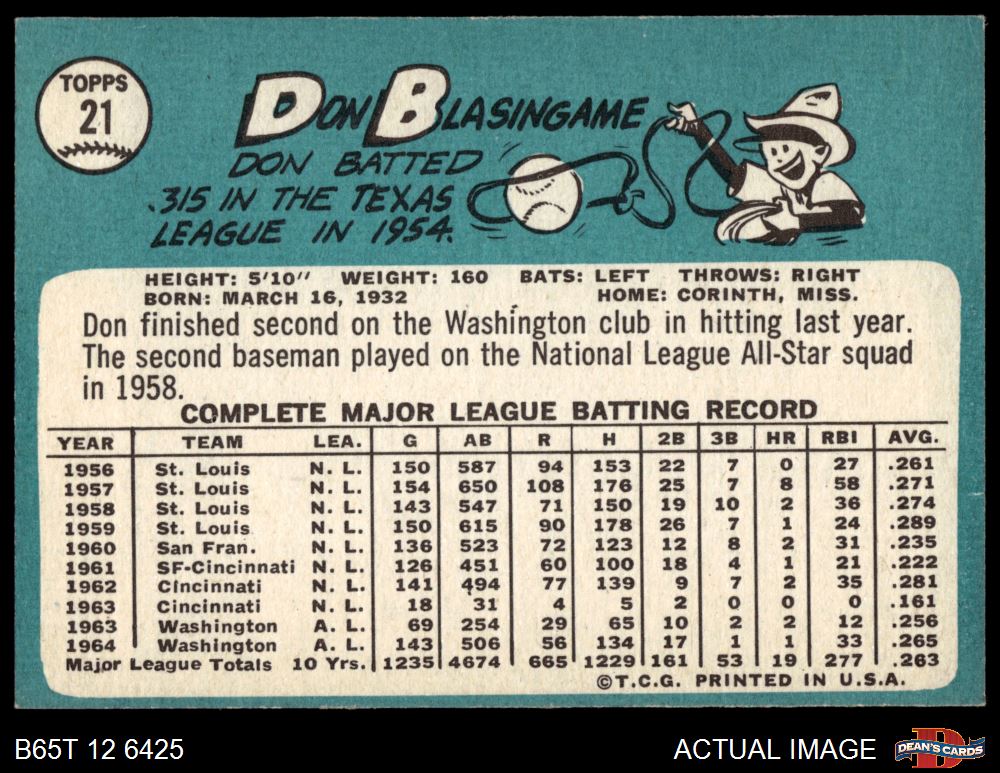 TOPPS
21
DON BLASINGAME
DON BATTED
.315 IN THE TEXAS
LEAGUE IN 1954.
HEIGHT: 5'10" WEIGHT: 160 BATS: LEFT THROWS: RIGHT
BORN: MARCH 16, 1932 HOME: CORINTH, MISS.
Don finished second on the Washington club in hitting last year.
The second baseman played on the National League All-Star squad
in 1958.
COMPLETE MAJOR LEAGUE BATTING RECORD
YEAR TEAM LEA. G AB R H 2B 3B HR RBI AVG.
1956 St. Louis N. L. 150 587 94 153 22 7 0 27 .261
1957 St. Louis N. L. 154 650 108 176 25 7 8 58 .271
1958 St. Louis N. L. 143 547 71 150 19 10 2 36 .274
1959 St. Louis N. L. 150 615 90 178 26 7 1 24 .289
1960 San Fran. N. L. 136 523 72 123 12 8 2 31 .235
1961 SF-Cincinnati N. L. 126 451 60 100 18 4 1 21 .222
1962 Cincinnati N. L. 141 494 77 139 9 7 2 35 .281
1963 Cincinnati N. L. 18 31 4 5 2 0 0 0 .161
1963 Washington A. L. 69 254 29 65 10 2 2 12 .256
1964 Washington A. L. 143 506 56 134 17 1 1 33 .265
Major League Totals 10 Yrs. 1235 4674 665 1229 161 53 19 277 .263
©T.C.G. PRINTED IN U.S.A.
B65T 12 6425
ACTUAL IMAGE
D
DEAN'S CARDS